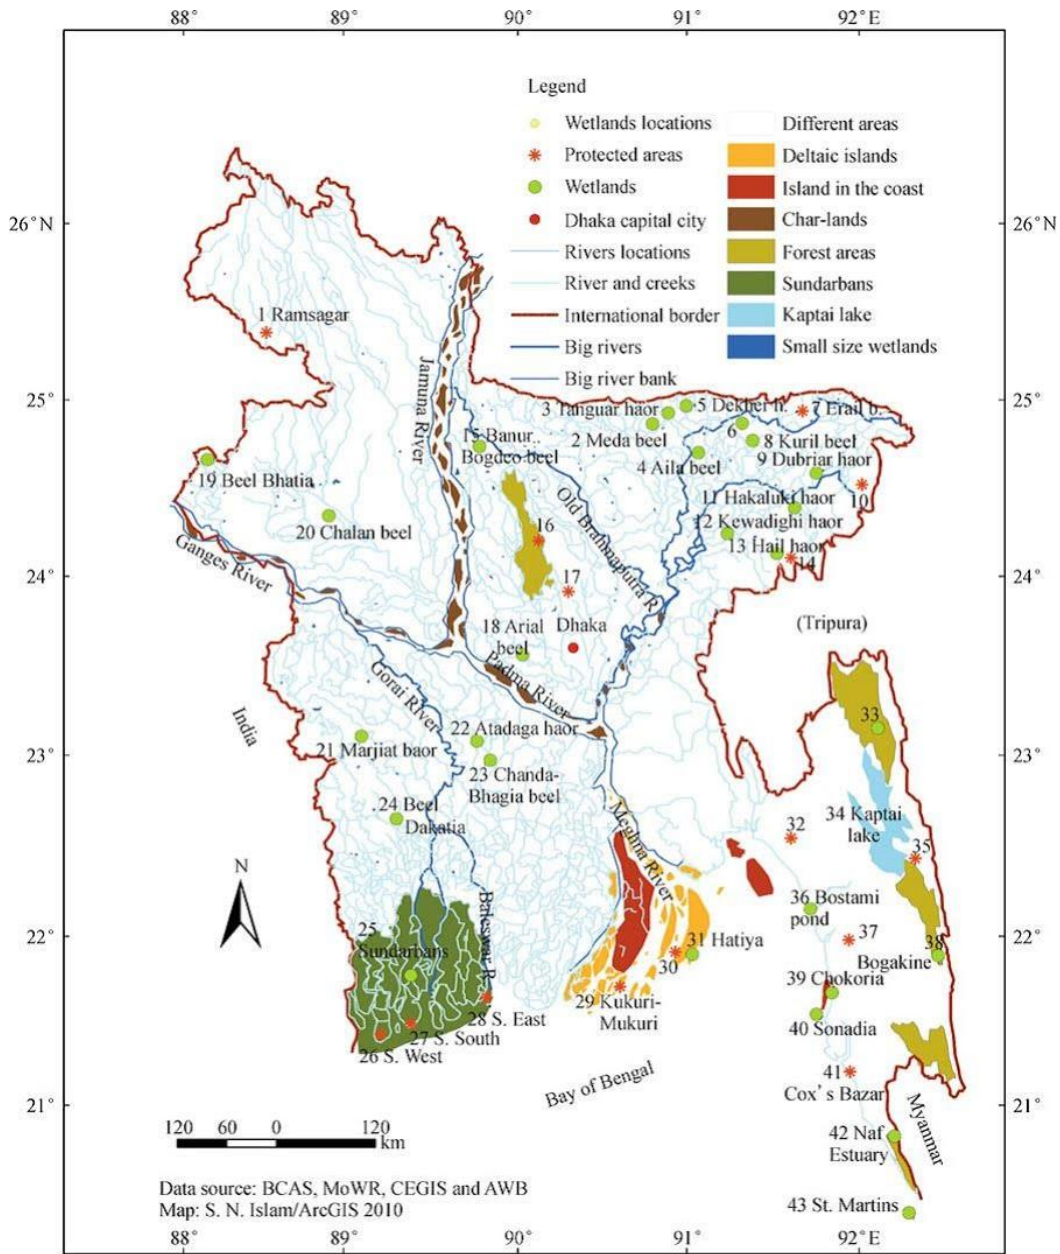 88° 89° 90° 91° 92°E
Legend
Wetlands locations
Protected areas
Wetlands
Dhaka capital city
Rivers locations
River and creeks
International border
Big rivers
Big river bank
Different areas
Deltaic islands
Island in the coast
Char-lands
Forest areas
Sundarbans
Kaptai lake
Small size wetlands
26°N 26°N
25° 25°
24° 24°
23° 23°
22° 22°
21° 21°
1 Ramsagar
Jamuna River
3 Tanguar haor
5 Dekher h.
7 Erail b.
2 Meda beel
6
8 Kuril beel
15 Banur..
Bogdeo beel
4 Aila beel
9 Dubriar haor
19 Beel Bhatia
10
11 Hakaluki haor
20 Chalan beel
12 Kewadighi haor
Old Brahmaputra R.
16
13 Hail haor
14
Ganges River
17
18 Arial
beel
Dhaka
(Tripura)
Padma River
Gorai River
India
22 Atadaga haor
21 Marjiat baor
23 Chanda-
Bhagia beel
33
24 Beel
Dakatia
Meghna River
32
34 Kaptai
lake
35
N
Baleswar R.
36 Bostami
pond
25
Sundarbans
31 Hatiya
37
38
Bogakine
30
39 Chokoria
29 Kukuri-
Mukuri
28 S. East
27 S. South
26 S. West
40 Sonadia
Bay of Bengal
41
Cox's Bazar
Myanmar
42 Naf
Estuary
120 60 0 120
km
Data source: BCAS, MoWR, CEGIS and AWB
Map: S. N. Islam/ArcGIS 2010
43 St. Martins
88° 89° 90° 91° 92°E